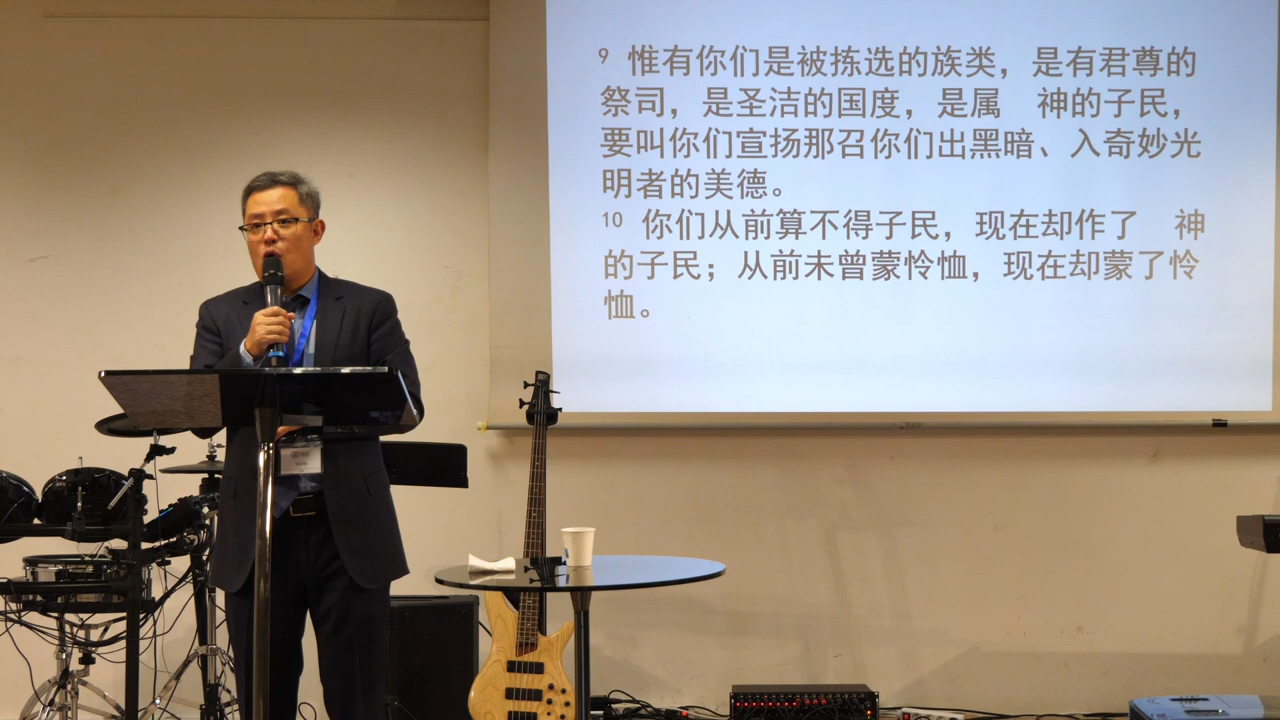 9 惟有你们是被拣选的族类，是有君尊的
祭司，是圣洁的国度，是属　神的子民，
要叫你们宣扬那召你们出黑暗、入奇妙光
明者的美德。
10 你们从前算不得子民，现在却作了　神
的子民；从前未曾蒙怜恤，现在却蒙了怜
恤。